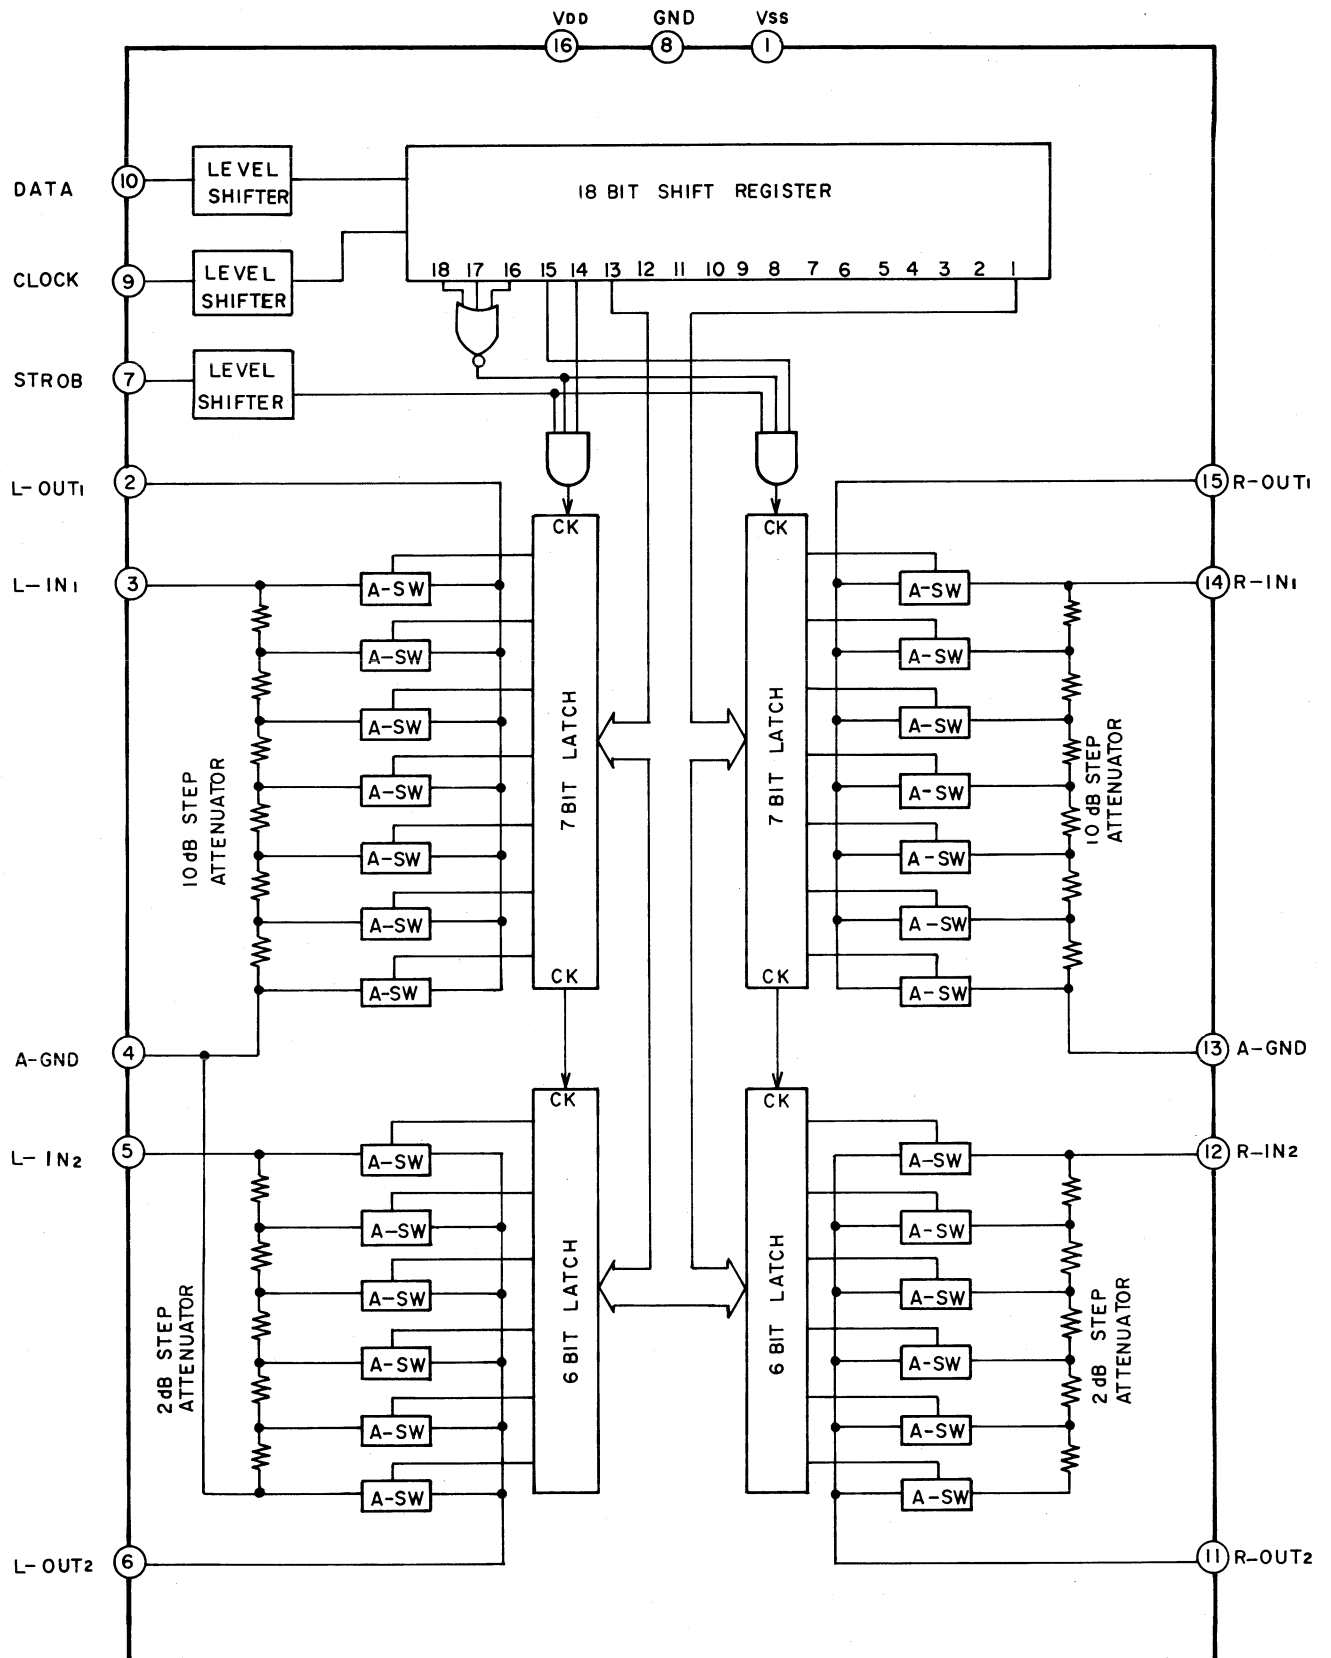 VDD GND VSS
16 8 1
LEVEL
SHIFTER
DATA 10
18 BIT SHIFT REGISTER
CLOCK 9
LEVEL
SHIFTER
18 17 16 15 14 13 12 11 10 9 8 7 6 5 4 3 2 1
STROB 7
LEVEL
SHIFTER
L-OUT1 2
15 R-OUT1
CK CK
L-IN1 3
A-SW A-SW
14 R-IN1
A-SW A-SW
A-SW A-SW
A-SW A-SW
A-SW A-SW
A-SW A-SW
A-SW A-SW
10dB STEP
ATTENUATOR
7 BIT LATCH
7 BIT LATCH
10 dB STEP
ATTENUATOR
CK CK
A-GND 4
13 A-GND
CK CK
L-IN2 5
A-SW A-SW
12 R-IN2
A-SW A-SW
A-SW A-SW
A-SW A-SW
A-SW A-SW
A-SW A-SW
2dB STEP
ATTENUATOR
6 BIT LATCH
6 BIT LATCH
2dB STEP
ATTENUATOR
L-OUT2 6
11 R-OUT2